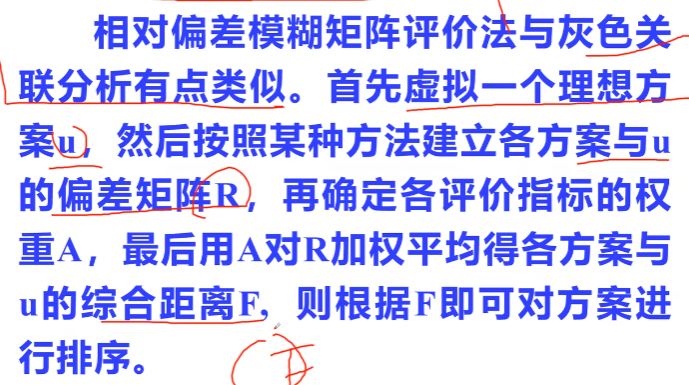 相对偏差模糊矩阵评价法与灰色关
联分析有点类似。首先虚拟一个理想方
案u，然后按照某种方法建立各方案与u
的偏差矩阵R，再确定各评价指标的权
重A，最后用A对R加权平均得各方案与
u的综合距离F，则根据F即可对方案进
行排序。